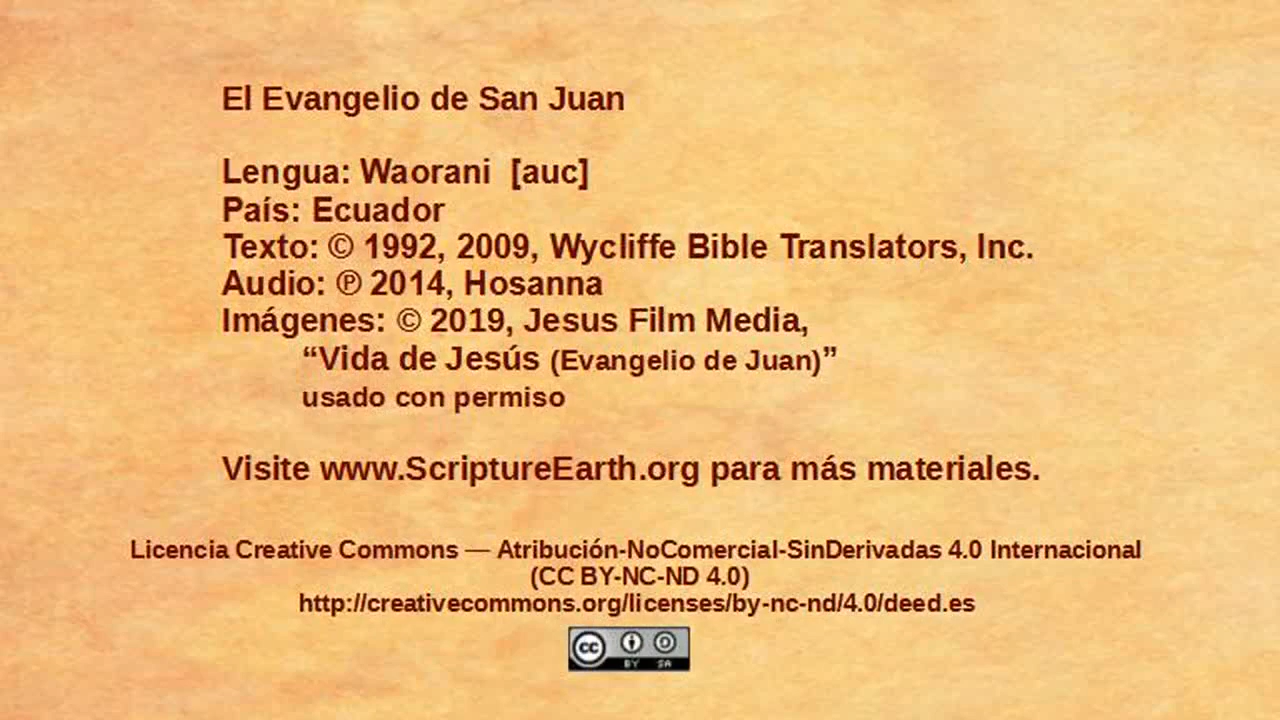 El Evangelio de San Juan
Lengua: Waorani [auc]
País: Ecuador
Texto: © 1992, 2009, Wycliffe Bible Translators, Inc.
Audio: ℗ 2014, Hosanna
Imágenes: © 2019, Jesus Film Media,
“Vida de Jesús (Evangelio de Juan)”
usado con permiso
Visite www.ScriptureEarth.org para más materiales.
Licencia Creative Commons — Atribución-NoComercial-SinDerivadas 4.0 Internacional
(CC BY-NC-ND 4.0)
http://creativecommons.org/licenses/by-nc-nd/4.0/deed.es
cc BY SA